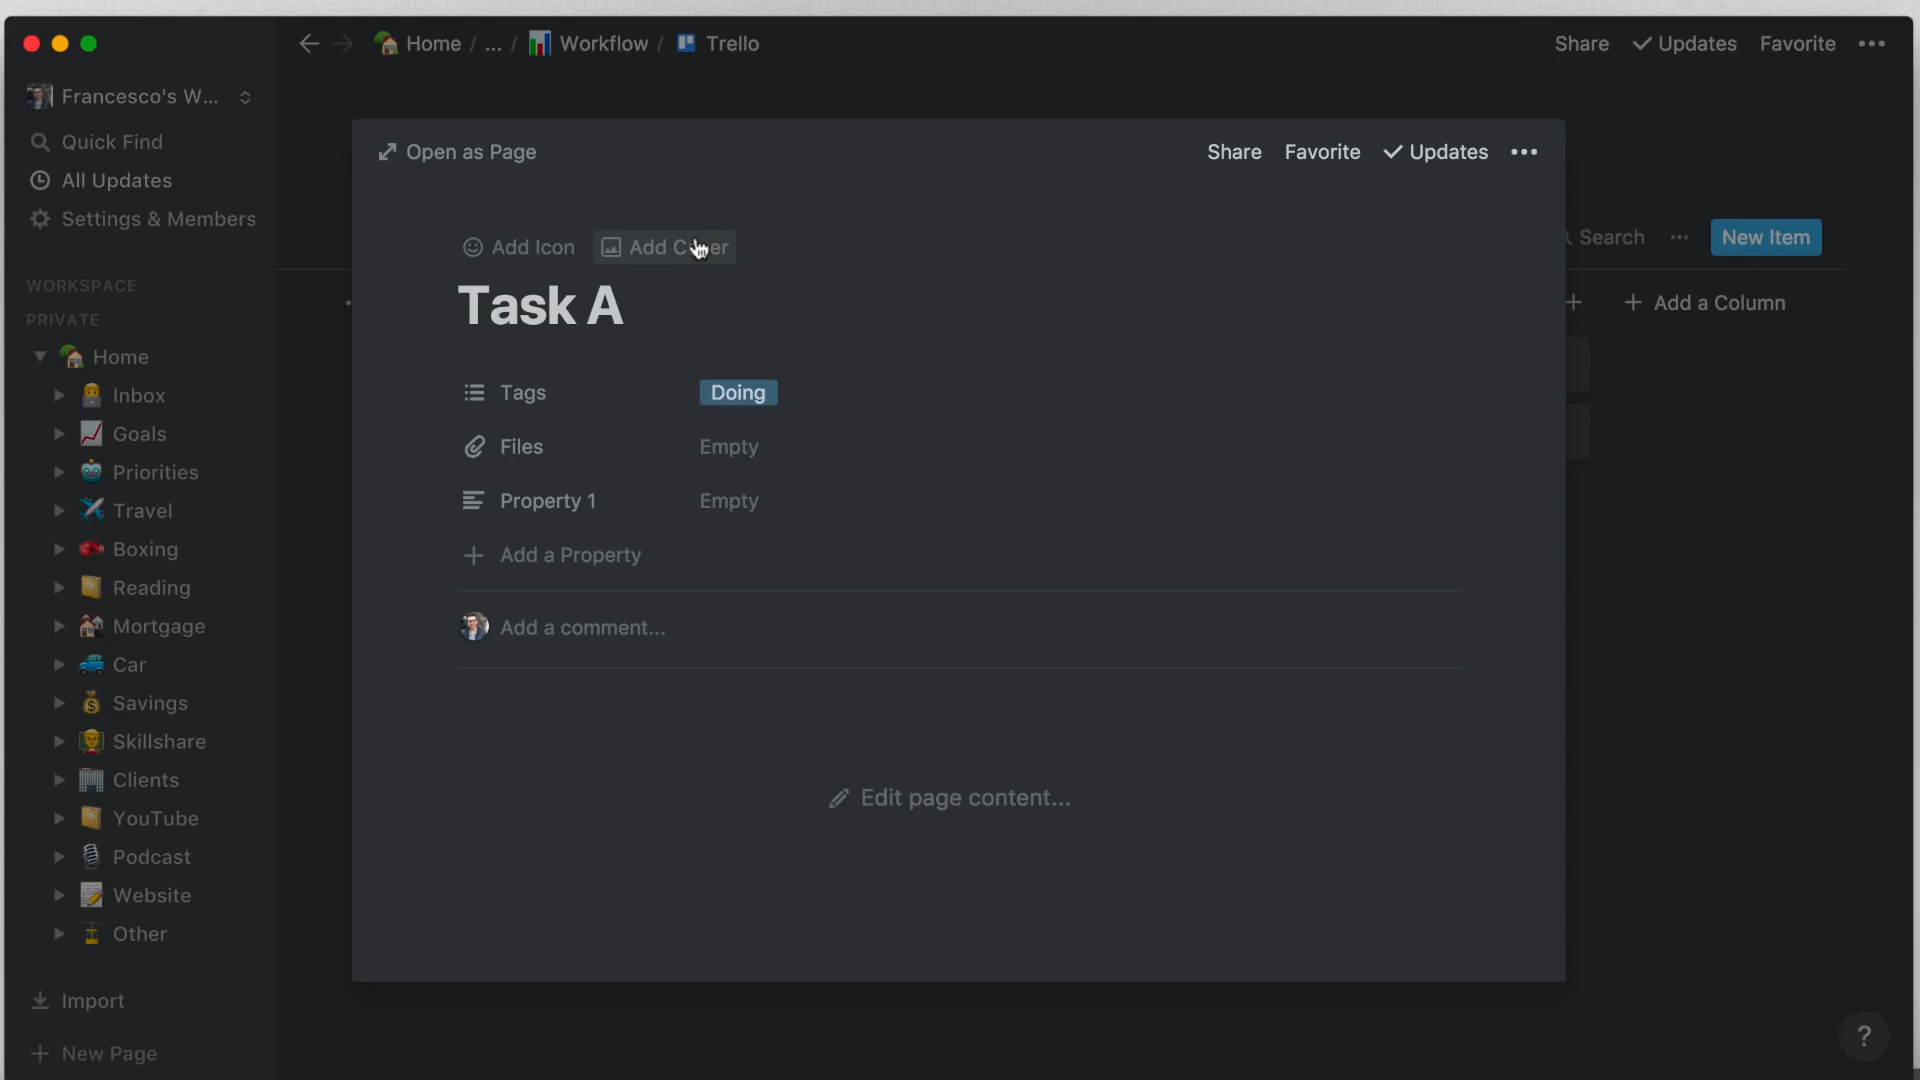 Home / ... / Workflow / Trello
Share Updates Favorite
Francesco's W...
Quick Find
All Updates
Settings & Members
WORKSPACE
PRIVATE
Home
Inbox
Goals
Priorities
Travel
Boxing
Reading
Mortgage
Car
Savings
Skillshare
Clients
YouTube
Podcast
Website
Other
Import
New Page
Open as Page
Share Favorite Updates
Add Icon Add Cover
Task A
Tags Doing
Files Empty
Property 1 Empty
Add a Property
Add a comment...
Edit page content...
Search New Item
Add a Column
?